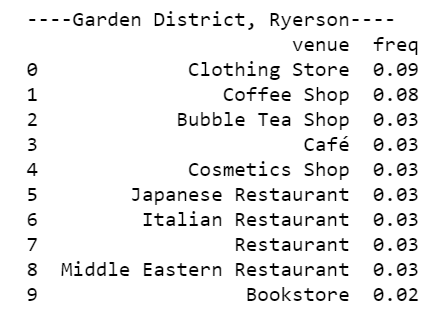 ----Garden District, Ryerson----
venue freq
0 Clothing Store 0.09
1 Coffee Shop 0.08
2 Bubble Tea Shop 0.03
3 Café 0.03
4 Cosmetics Shop 0.03
5 Japanese Restaurant 0.03
6 Italian Restaurant 0.03
7 Restaurant 0.03
8 Middle Eastern Restaurant 0.03
9 Bookstore 0.02